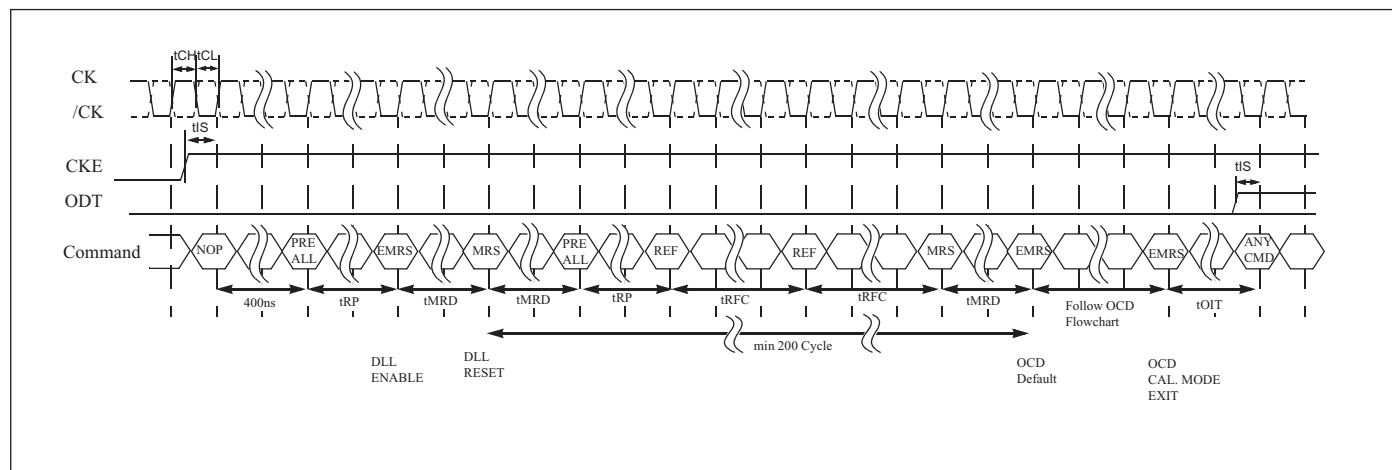 tCH tCL
CK
/CK
tIS
CKE
tIS
ODT
Command
NOP
PRE
ALL
EMRS
MRS
PRE
ALL
REF
REF
MRS
EMRS
EMRS
ANY
CMD
400ns
tRP
tMRD
tMRD
tRP
tRFC
tRFC
tMRD
Follow OCD
Flowchart
tOIT
min 200 Cycle
DLL
ENABLE
DLL
RESET
OCD
Default
OCD
CAL. MODE
EXIT